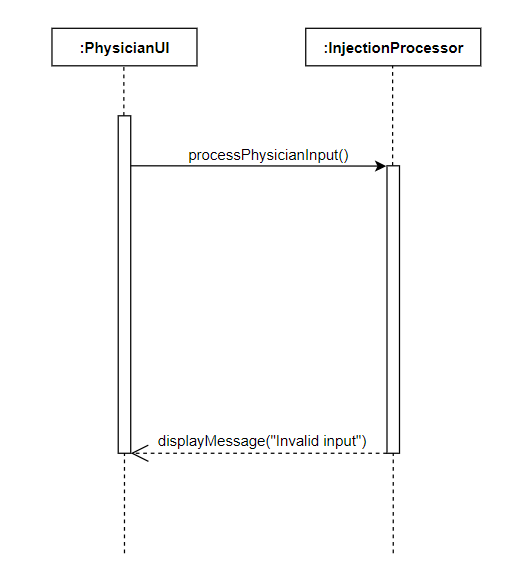 :PhysicianUI
:InjectionProcessor
processPhysicianInput()
displayMessage("Invalid input")